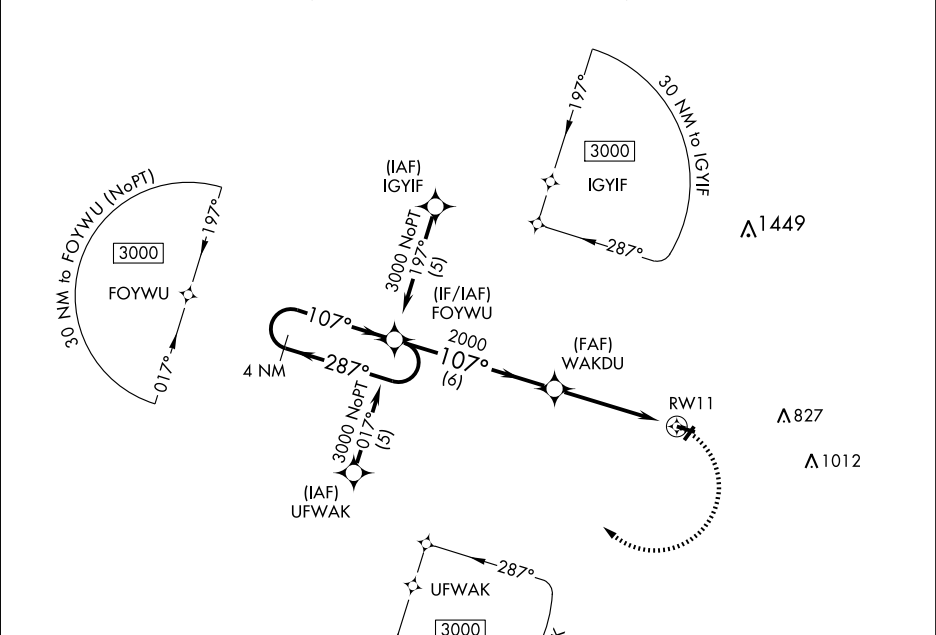 30 NM to FOYWU (NoPT)
197°
3000
FOYWU
017°
(IAF)
IGYIF
3000 NoPT
197°
(5)
197°
30 NM to IGYIF
3000
IGYIF
287°
1449
(IF/IAF)
FOYWU
107°
287°
4 NM
2000
107°
(6)
(FAF)
WAKDU
RW11
827
1012
3000 NoPT
017°
(5)
(IAF)
UFWAK
287°
UFWAK
3000